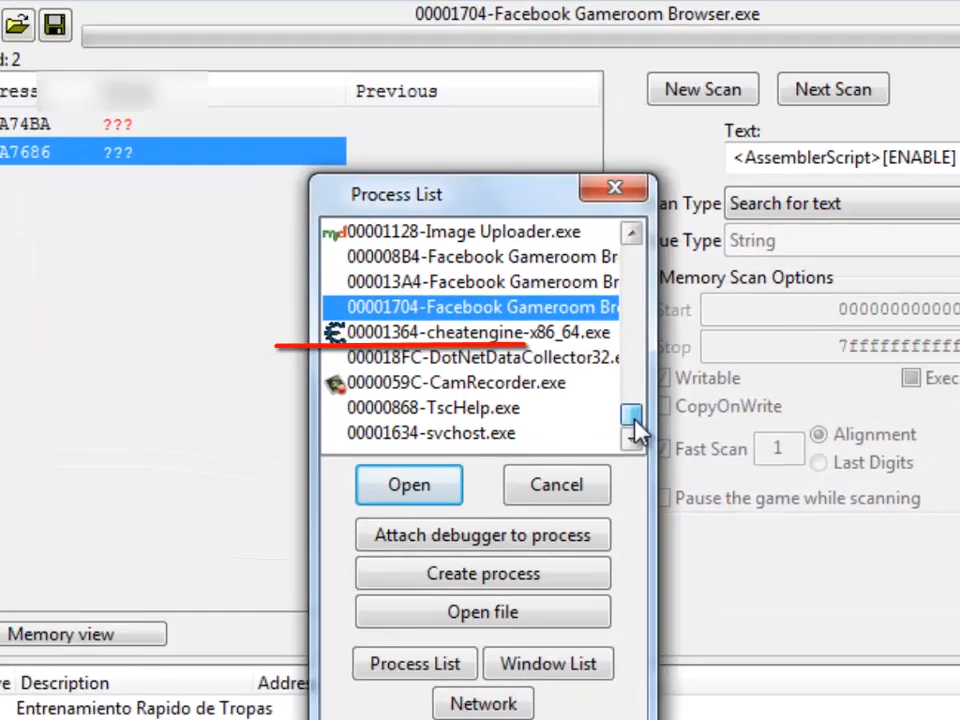 00001704-Facebook Gameroom Browser.exe
d: 2
ress
Previous
New Scan
Next Scan
A74BA ???
A7686 ???
Text:
<AssemblerScript>[ENABLE]
an Type
Search for text
ue Type
String
Memory Scan Options
Start
000000000000
Stop
7fffffffffff
Writable
Exec
CopyOnWrite
Fast Scan
1
Alignment
Last Digits
Pause the game while scanning
Process List
00001128-Image Uploader.exe
000008B4-Facebook Gameroom Br
000013A4-Facebook Gameroom Br
00001704-Facebook Gameroom Br
00001364-cheatengine-x86_64.exe
000018FC-DotNetDataCollector32.e
0000059C-CamRecorder.exe
00000868-TscHelp.exe
00001634-svchost.exe
Open
Cancel
Attach debugger to process
Create process
Open file
Process List
Window List
Network
Memory view
ve Description
Addres
Entrenamiento Rapido de Tropas